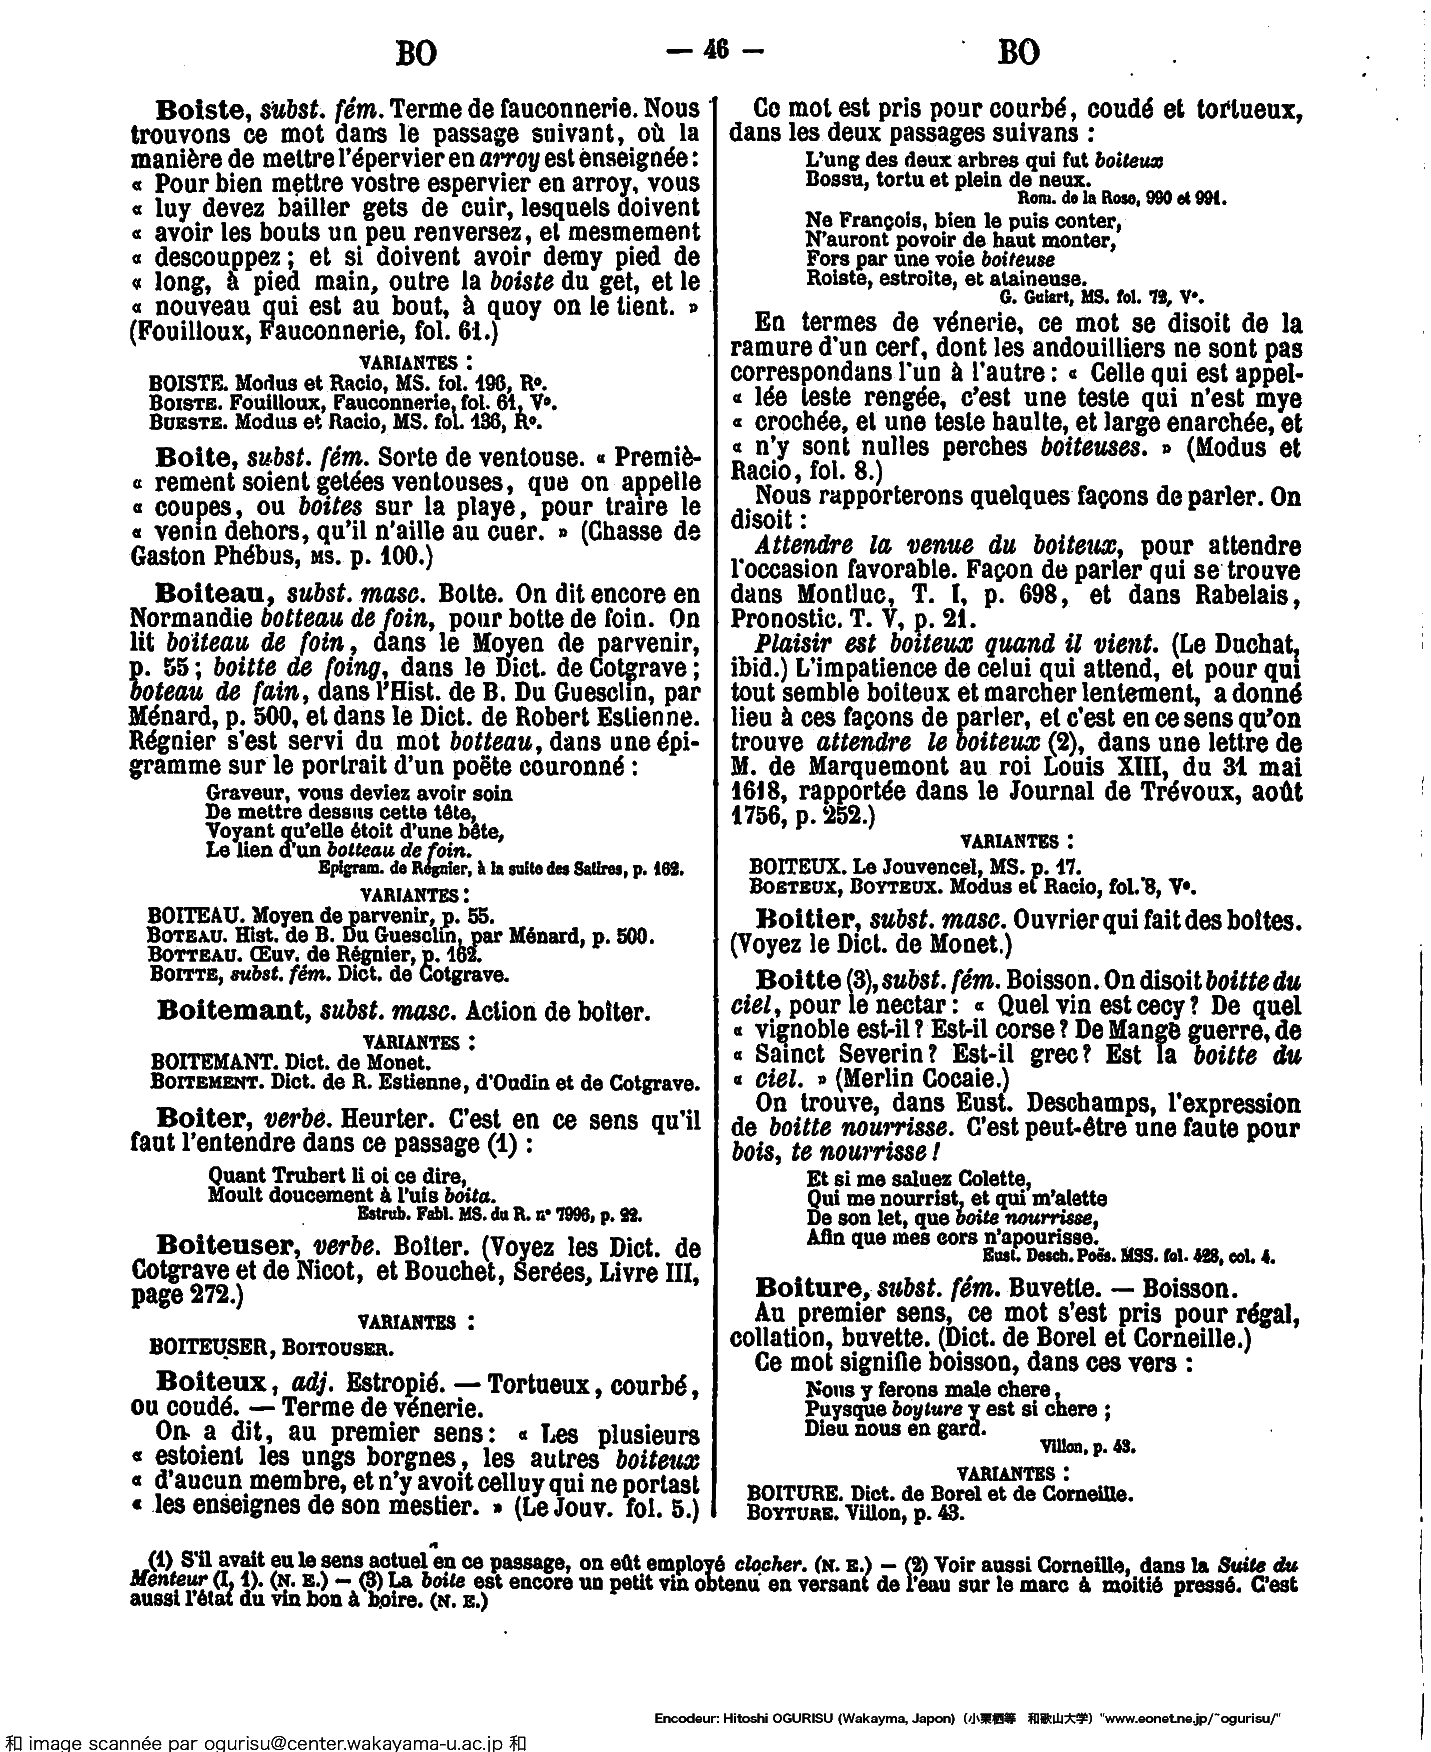 BO
— 46 —
BO
Boiste, subst. fém. Terme de fauconnerie. Nous
trouvons ce mot dans le passage suivant, où la
manière de mettre l'épervier en arroy est enseignée :
« Pour bien mettre vostre espervier en arroy, vous
« luy devez bailler gets de cuir, lesquels doivent
« avoir les bouts un peu renversez, et mesmement
« descouppez ; et si doivent avoir demy pied de
« long, à pied main, outre la boiste du get, et le
« nouveau qui est au bout, à quoy on le tient. »
(Fouilloux, Fauconnerie, fol. 61.)
VARIANTES :
BOISTE. Modus et Racio, MS. fol. 196, R°.
BOISTE. Fouilloux, Fauconnerie, fol. 61, V°.
BUESTE. Modus et Racio, MS. fol. 136, R°.
Boite, subst. fém. Sorte de ventouse. « Premiè-
« rement soient getées ventouses, que on appelle
« coupes, ou boites sur la playe, pour traire le
« venin dehors, qu'il n'aille au cuer. » (Chasse de
Gaston Phébus, MS. p. 100.)
Boiteau, subst. masc. Botte. On dit encore en
Normandie botteau de foin, pour botte de foin. On
lit boiteau de foin, dans le Moyen de parvenir,
p. 55 ; boitte de foing, dans le Dict. de Cotgrave ;
boteau de fain, dans l'Hist. de B. Du Guesclin, par
Ménard, p. 500, et dans le Dict. de Robert Estienne.
Régnier s'est servi du mot botteau, dans une épi-
gramme sur le portrait d'un poëte couronné :
Graveur, vous deviez avoir soin
De mettre dessus cette tête,
Voyant qu'elle étoit d'une bête,
Le lien d'un botteau de foin.
Epigram. de Régnier, à la suite des Satires, p. 162.
VARIANTES :
BOITEAU. Moyen de parvenir, p. 55.
BOTEAU. Hist. de B. Du Guesclin, par Ménard, p. 500.
BOTTEAU. Œuv. de Régnier, p. 162.
BOITTE, subst. fém. Dict. de Cotgrave.
Boitemant, subst. masc. Action de boîter.
VARIANTES :
BOITEMANT. Dict. de Monet.
BOITEMENT. Dict. de R. Estienne, d'Oudin et de Cotgrave.
Boiter, verbe. Heurter. C'est en ce sens qu'il
faut l'entendre dans ce passage (1) :
Quant Trubert li oi ce dire,
Moult doucement à l'uis boita.
Estrub. Fabl. MS. du R. n° 7996, p. 22.
Boiteuser, verbe. Boîter. (Voyez les Dict. de
Cotgrave et de Nicot, et Bouchet, Serées, Livre III,
page 272.)
VARIANTES :
BOITEUSER, BOITOUSER.
Boiteux, adj. Estropié. — Tortueux, courbé,
ou coudé. — Terme de vénerie.
On a dit, au premier sens : « Les plusieurs
« estoient les ungs borgnes, les autres boiteux
« d'aucun membre, et n'y avoit celluy qui ne portast
« les enseignes de son mestier. » (Le Jouv. fol. 5.)
Ce mot est pris pour courbé, coudé et tortueux,
dans les deux passages suivans :
L'ung des deux arbres qui fut boiteux
Bossu, tortu et plein de neux.
Rom. de la Rose, 990 et 991.
Ne François, bien le puis conter,
N'auront povoir de haut monter,
Fors par une voie boiteuse
Roiste, estroite, et ataineuse.
G. Guiart, MS. fol. 72, V°.
En termes de vénerie, ce mot se disoit de la
ramure d'un cerf, dont les andouilliers ne sont pas
correspondans l'un à l'autre : « Celle qui est appel-
« lée teste rengée, c'est une teste qui n'est mye
« crochée, et une teste haulte, et large enarchée, et
« n'y sont nulles perches boiteuses. » (Modus et
Racio, fol. 8.)
Nous rapporterons quelques façons de parler. On
disoit :
Attendre la venue du boiteux, pour attendre
l'occasion favorable. Façon de parler qui se trouve
dans Montluc, T. I, p. 698, et dans Rabelais,
Pronostic. T. V, p. 21.
Plaisir est boiteux quand il vient. (Le Duchat,
ibid.) L'impatience de celui qui attend, et pour qui
tout semble boiteux et marcher lentement, a donné
lieu à ces façons de parler, et c'est en ce sens qu'on
trouve attendre le boiteux (2), dans une lettre de
M. de Marquemont au roi Louis XIII, du 31 mai
1618, rapportée dans le Journal de Trévoux, août
1756, p. 252.)
VARIANTES :
BOITEUX. Le Jouvencel, MS. p. 17.
BOSTEUX, BOYTEUX. Modus et Racio, fol. 8, V°.
Boitier, subst. masc. Ouvrier qui fait des boîtes.
(Voyez le Dict. de Monet.)
Boitte (3), subst. fém. Boisson. On disoit boitte du
ciel, pour le nectar : « Quel vin est cecy ? De quel
« vignoble est-il ? Est-il corse ? De Mange guerre, de
« Sainct Severin ? Est-il grec ? Est la boitte du
« ciel. » (Merlin Cocaie.)
On trouve, dans Eust. Deschamps, l'expression
de boitte nourrisse. C'est peut-être une faute pour
bois, te nourrisse !
Et si me saluez Colette,
Qui me nourrist, et qui m'alette
De son let, que boite nourrisse,
Afin que mes cors n'apourisse.
Eust. Desch. Poës. MSS. fol. 428, col. 4.
Boiture, subst. fém. Buvette. — Boisson.
Au premier sens, ce mot s'est pris pour régal,
collation, buvette. (Dict. de Borel et Corneille.)
Ce mot signifie boisson, dans ces vers :
Nous y ferons male chere,
Puysque boyture y est si chere ;
Dieu nous en gard.
Villon, p. 43.
VARIANTES :
BOITURE. Dict. de Borel et de Corneille.
BOYTURE. Villon, p. 43.
(1) S'il avait eu le sens actuel en ce passage, on eût employé clocher. (N. E.) — (2) Voir aussi Corneille, dans la Suite du
Menteur (I, 1). (N. E.) — (3) La boite est encore un petit vin obtenu en versant de l'eau sur le marc à moitié pressé. C'est
aussi l'état du vin bon à boire. (N. E.)
Encodeur: Hitoshi OGURISU (Wakayma, Japon) (小栗栖等 和歌山大学) "www.eonet.ne.jp/~ogurisu/"
和 image scannée par ogurisu@center.wakayama-u.ac.jp 和